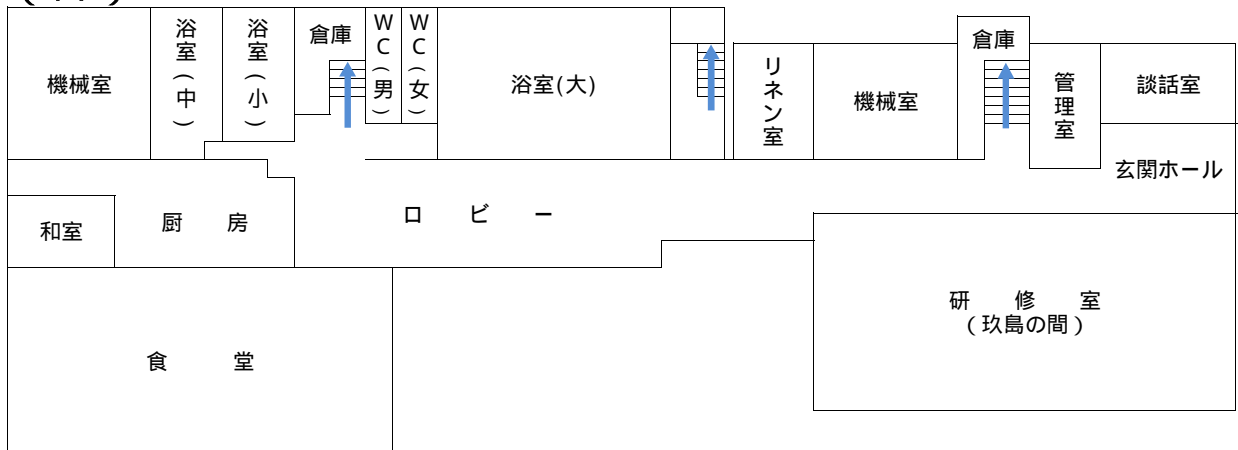 浴室(中)
浴室(小)
倉庫
WC(男)
WC(女)
機械室
浴室(大)
リネン室
機械室
倉庫
管理室
談話室
玄関ホール
和室
厨 房
ロ ビ ー
研 修 室
(玖島の間)
食 堂